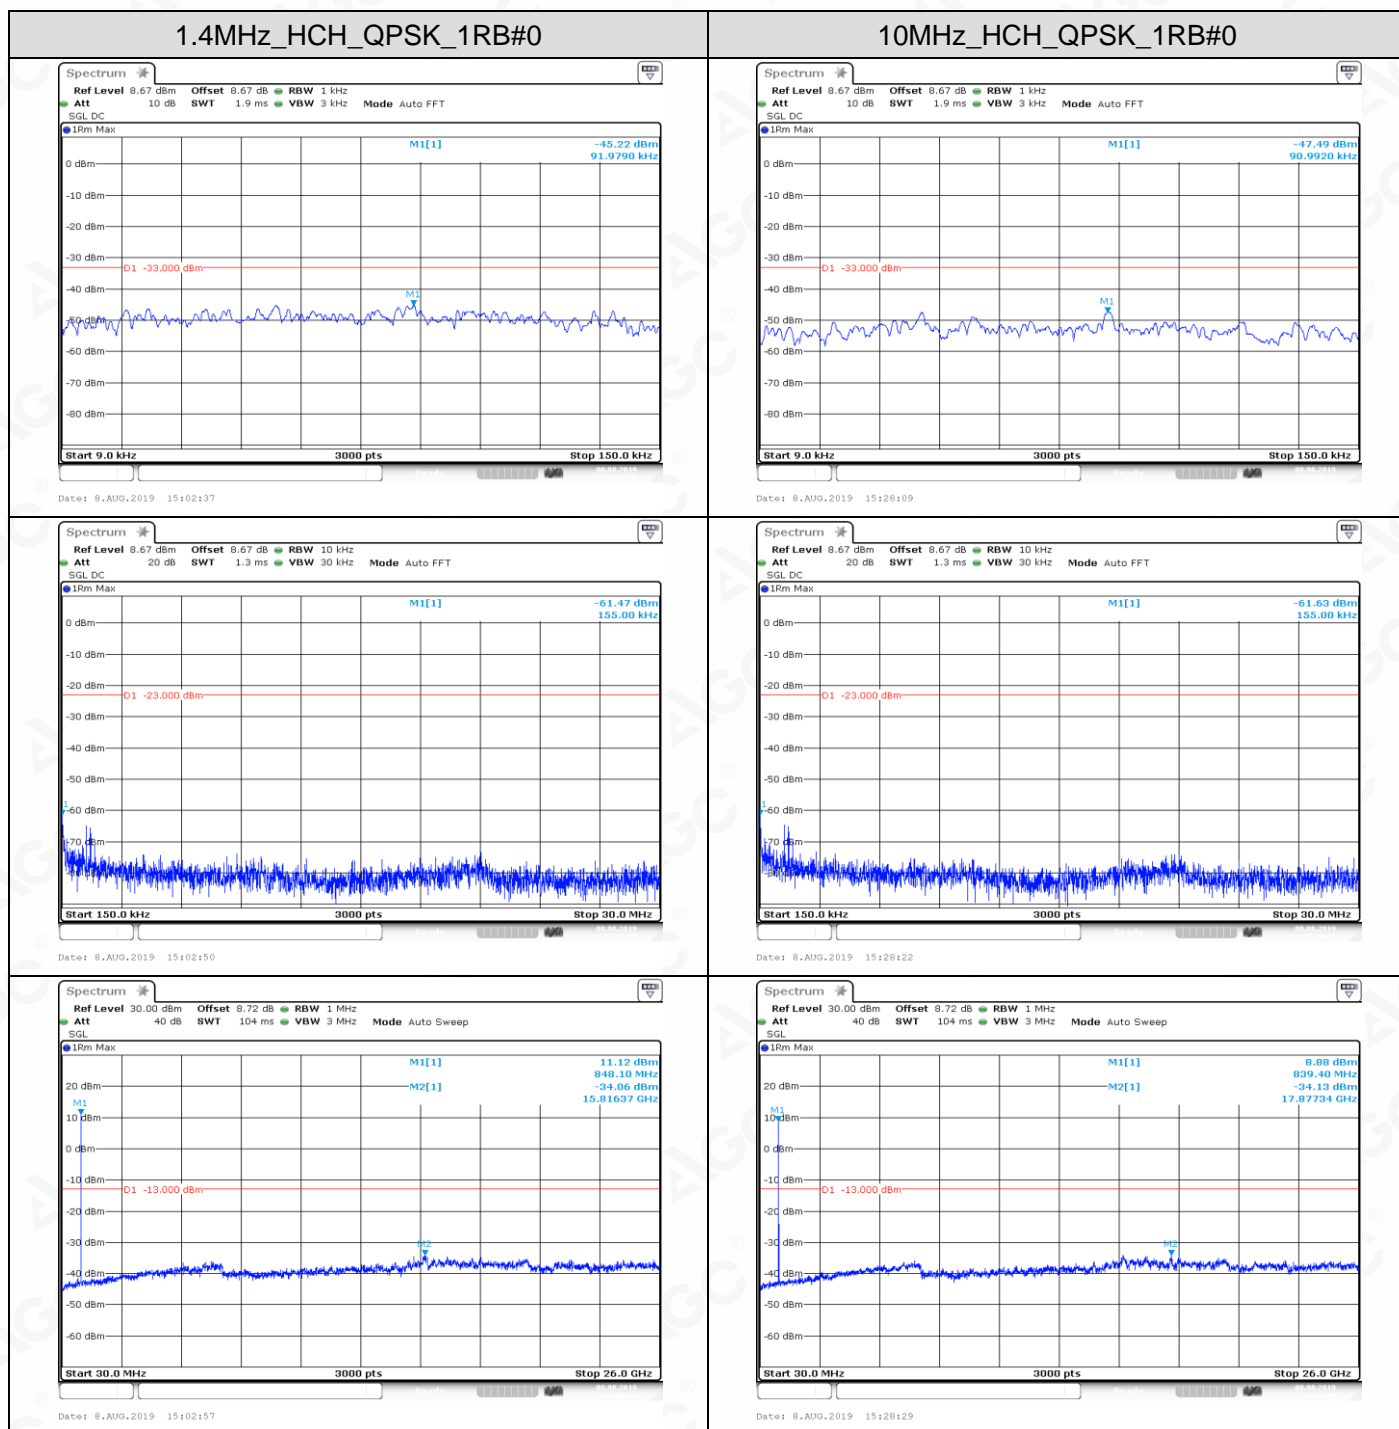 1.4MHz_HCH_QPSK_1RB#0
10MHz_HCH_QPSK_1RB#0
Spectrum
Ref Level 8.67 dBm Offset 8.67 dB RBW 1 kHz
Att 10 dB SWT 1.9 ms VBW 3 kHz Mode Auto FFT
SGL DC
1Rm Max
M1[1] -45.22 dBm
91.9790 kHz
0 dBm
-10 dBm
-20 dBm
-30 dBm
D1 -33.000 dBm
-40 dBm
M1
-50 dBm
-60 dBm
-70 dBm
-80 dBm
Start 9.0 kHz 3000 pts Stop 150.0 kHz
Date: 8.AUG.2019 15:02:37
Spectrum
Ref Level 8.67 dBm Offset 8.67 dB RBW 1 kHz
Att 10 dB SWT 1.9 ms VBW 3 kHz Mode Auto FFT
SGL DC
1Rm Max
M1[1] -47.49 dBm
90.9920 kHz
0 dBm
-10 dBm
-20 dBm
-30 dBm
D1 -33.000 dBm
-40 dBm
M1
-50 dBm
-60 dBm
-70 dBm
-80 dBm
Start 9.0 kHz 3000 pts Stop 150.0 kHz
Date: 8.AUG.2019 15:28:09
Spectrum
Ref Level 8.67 dBm Offset 8.67 dB RBW 10 kHz
Att 20 dB SWT 1.3 ms VBW 30 kHz Mode Auto FFT
SGL DC
1Rm Max
M1[1] -61.47 dBm
155.00 kHz
0 dBm
-10 dBm
-20 dBm
D1 -23.000 dBm
-30 dBm
-40 dBm
-50 dBm
-60 dBm
-70 dBm
-80 dBm
Start 150.0 kHz 3000 pts Stop 30.0 MHz
Date: 8.AUG.2019 15:02:50
Spectrum
Ref Level 8.67 dBm Offset 8.67 dB RBW 10 kHz
Att 20 dB SWT 1.3 ms VBW 30 kHz Mode Auto FFT
SGL DC
1Rm Max
M1[1] -61.63 dBm
155.00 kHz
0 dBm
-10 dBm
-20 dBm
D1 -23.000 dBm
-30 dBm
-40 dBm
-50 dBm
-60 dBm
-70 dBm
-80 dBm
Start 150.0 kHz 3000 pts Stop 30.0 MHz
Date: 8.AUG.2019 15:28:22
Spectrum
Ref Level 30.00 dBm Offset 8.72 dB RBW 1 MHz
Att 40 dB SWT 104 ms VBW 3 MHz Mode Auto Sweep
SGL
1Rm Max
M1[1] 11.12 dBm
848.10 MHz
20 dBm M2[1] -34.06 dBm
15.81637 GHz
M1
10 dBm
0 dBm
-10 dBm
D1 -13.000 dBm
-20 dBm
-30 dBm
M2
-40 dBm
-50 dBm
-60 dBm
Start 30.0 MHz 3000 pts Stop 26.0 GHz
Date: 8.AUG.2019 15:02:57
Spectrum
Ref Level 30.00 dBm Offset 8.72 dB RBW 1 MHz
Att 40 dB SWT 104 ms VBW 3 MHz Mode Auto Sweep
SGL
1Rm Max
M1[1] 8.88 dBm
839.40 MHz
20 dBm M2[1] -34.13 dBm
17.87734 GHz
M1
10 dBm
0 dBm
-10 dBm
D1 -13.000 dBm
-20 dBm
-30 dBm
M2
-40 dBm
-50 dBm
-60 dBm
Start 30.0 MHz 3000 pts Stop 26.0 GHz
Date: 8.AUG.2019 15:28:29